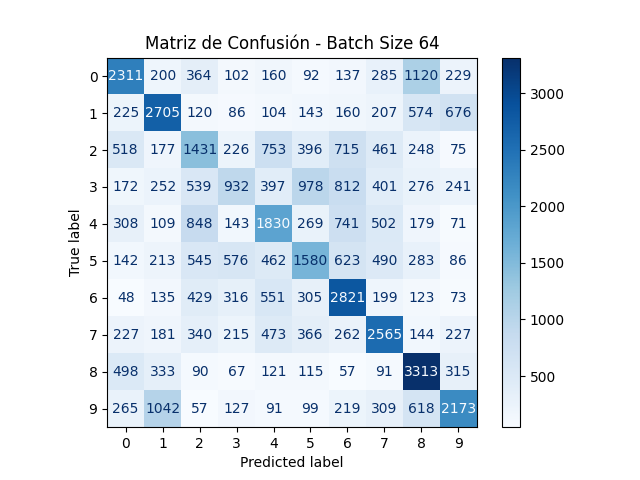 Matriz de Confusión - Batch Size 64
0 2311 200 364 102 160 92 137 285 1120 229
1 225 2705 120 86 104 143 160 207 574 676
2 518 177 1431 226 753 396 715 461 248 75
3 172 252 539 932 397 978 812 401 276 241
4 308 109 848 143 1830 269 741 502 179 71
5 142 213 545 576 462 1580 623 490 283 86
6 48 135 429 316 551 305 2821 199 123 73
7 227 181 340 215 473 366 262 2565 144 227
8 498 333 90 67 121 115 57 91 3313 315
9 265 1042 57 127 91 99 219 309 618 2173
0 1 2 3 4 5 6 7 8 9
Predicted label
True label
3000
2500
2000
1500
1000
500